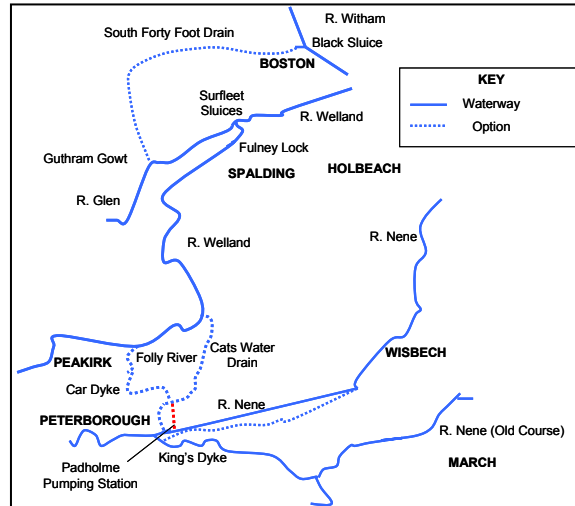 R. Witham
South Forty Foot Drain
Black Sluice
BOSTON
KEY
Waterway
Option
Surfleet
Sluices
R. Welland
Fulney Lock
Guthram Gowt
SPALDING
HOLBEACH
R. Glen
R. Nene
R. Welland
PEAKIRK
Folly River
Cats Water
Drain
WISBECH
Car Dyke
R. Nene
PETERBOROUGH
R. Nene (Old Course)
King's Dyke
MARCH
Padholme
Pumping Station